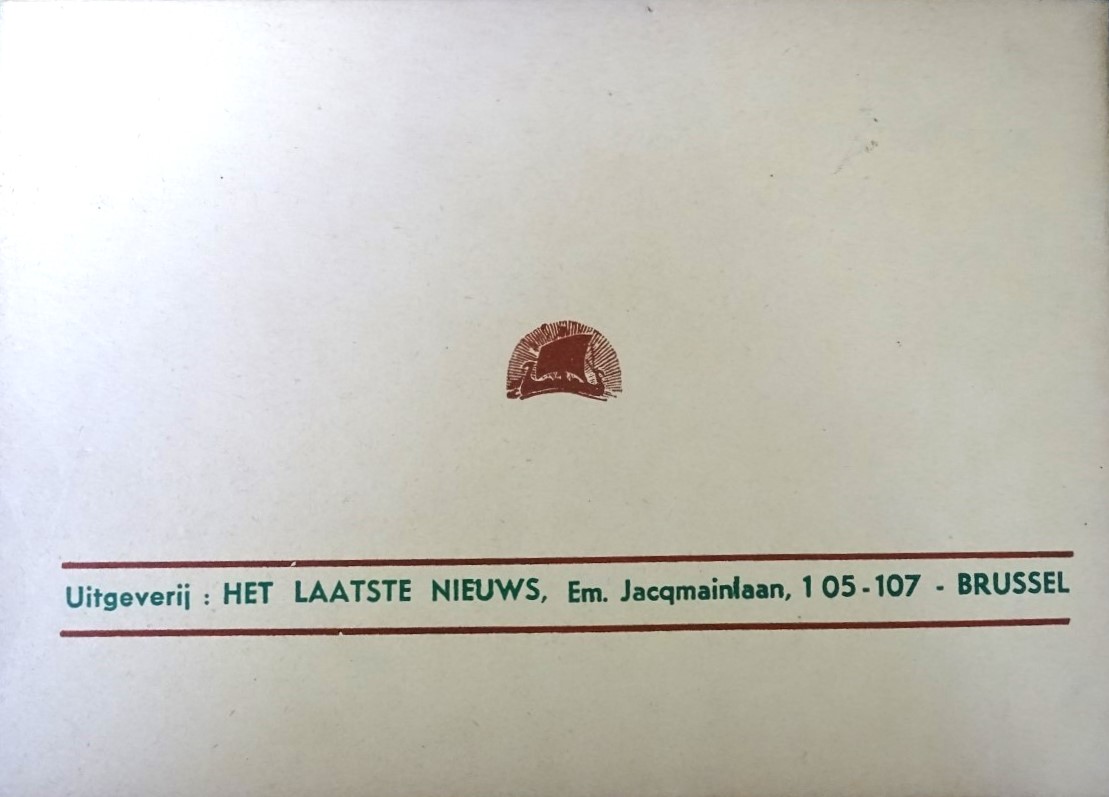 Uitgeverij : HET LAATSTE NIEUWS, Em. Jacqmainlaan, 105-107 - BRUSSEL